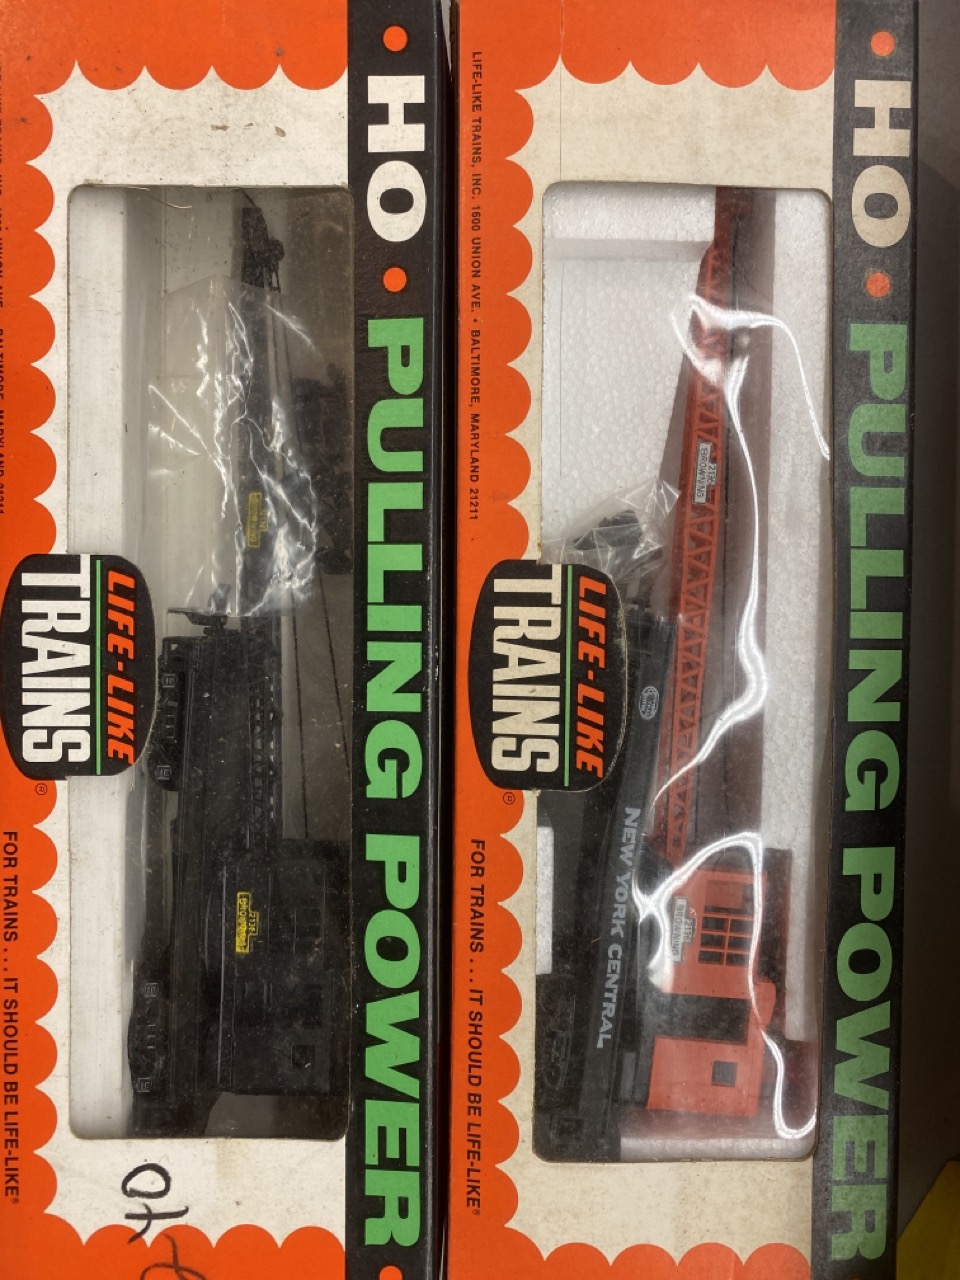 • HO • PULLING POWER •
LIFE-LIKE
TRAINS
®
FOR TRAINS... IT SHOULD BE LIFE-LIKE®
• HO • PULLING POWER
LIFE-LIKE TRAINS, INC. 1600 UNION AVE. • BALTIMORE, MARYLAND 21211
LIFE-LIKE
TRAINS
®
FOR TRAINS... IT SHOULD BE LIFE-LIKE®
BROWNING
NEW YORK CENTRAL
BROWNING